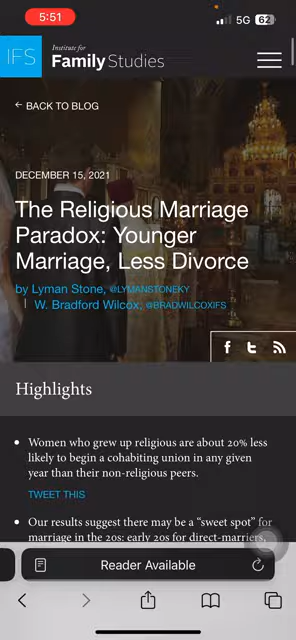 5:51
5G 62
IFS Institute for
Family Studies
← BACK TO BLOG
DECEMBER 15, 2021
The Religious Marriage
Paradox: Younger
Marriage, Less Divorce
by Lyman Stone, @LYMANSTONEKY
| W. Bradford Wilcox, @BRADWILCOXIFS
Highlights
• Women who grew up religious are about 20% less
likely to begin a cohabiting union in any given
year than their non-religious peers.
TWEET THIS
• Our results suggest there may be a “sweet spot” for
marriage in the 20s: early 20s for direct-marriers,
Reader Available